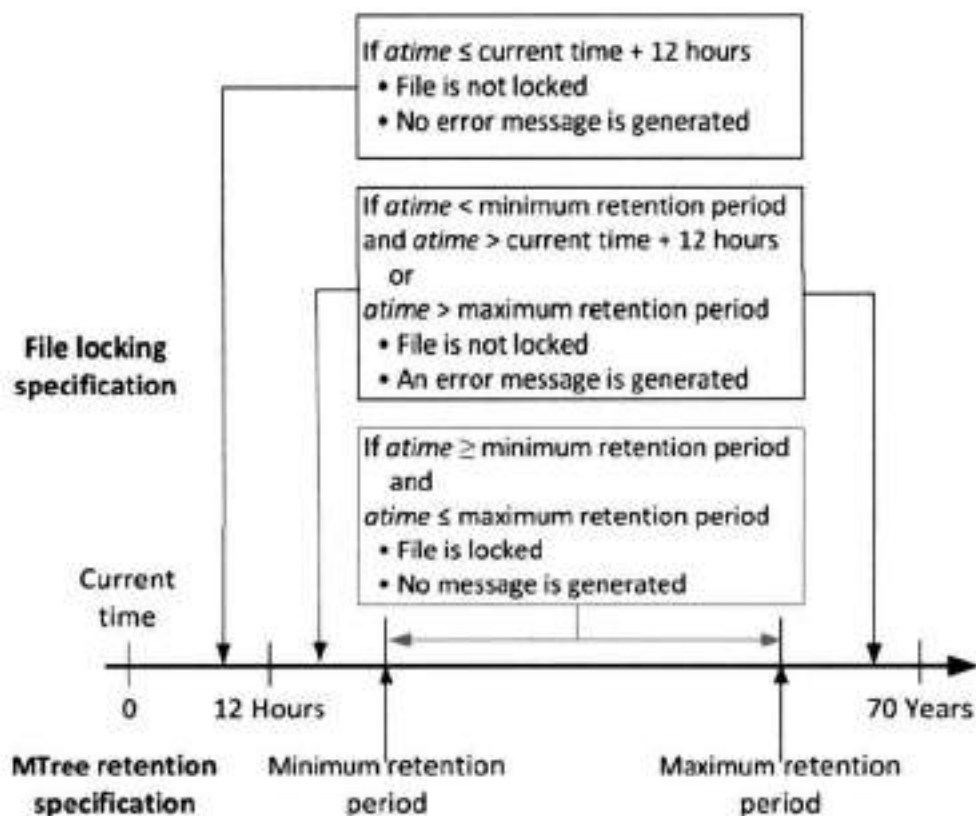 If atime ≤ current time + 12 hours
• File is not locked
• No error message is generated
If atime < minimum retention period
and atime > current time + 12 hours
or
atime > maximum retention period
• File is not locked
• An error message is generated
File locking
specification
If atime ≥ minimum retention period
and
atime ≤ maximum retention period
• File is locked
• No message is generated
Current
time
0
12 Hours
70 Years
MTree retention
specification
Minimum retention
period
Maximum retention
period